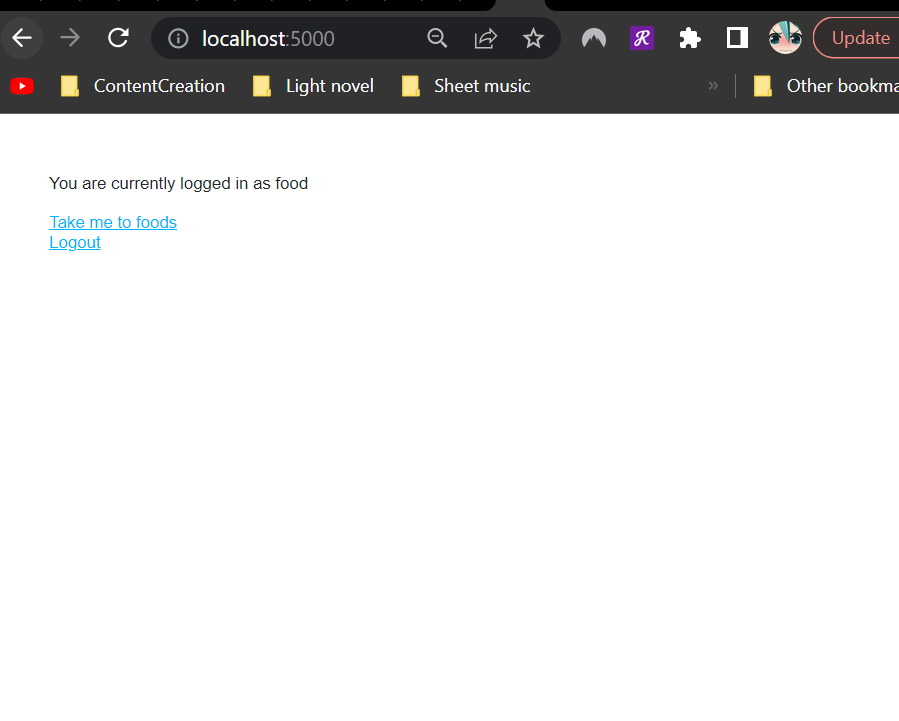 localhost:5000
Update
ContentCreation
Light novel
Sheet music
»
Other bookma
You are currently logged in as food
Take me to foods
Logout